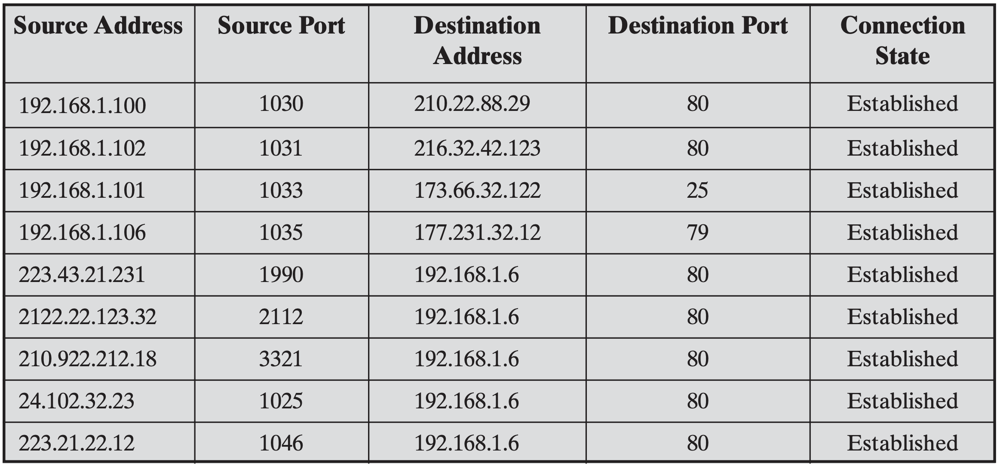 Source Address Source Port Destination Address Destination Port Connection State
192.168.1.100 1030 210.22.88.29 80 Established
192.168.1.102 1031 216.32.42.123 80 Established
192.168.1.101 1033 173.66.32.122 25 Established
192.168.1.106 1035 177.231.32.12 79 Established
223.43.21.231 1990 192.168.1.6 80 Established
2122.22.123.32 2112 192.168.1.6 80 Established
210.922.212.18 3321 192.168.1.6 80 Established
24.102.32.23 1025 192.168.1.6 80 Established
223.21.22.12 1046 192.168.1.6 80 Established